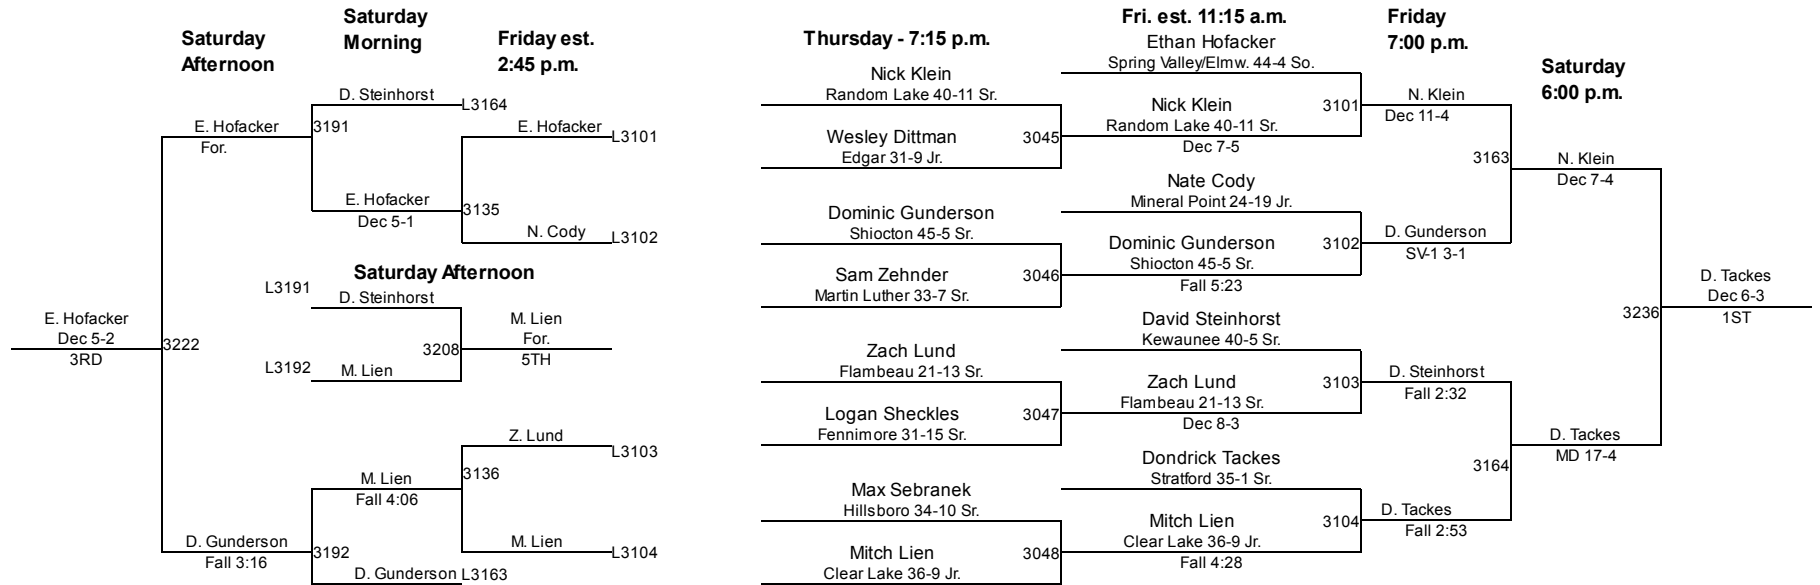 Saturday
Afternoon
Saturday
Morning
Friday est.
2:45 p.m.
D. Steinhorst
L3164
E. Hofacker
For.
3191
E. Hofacker
L3101
E. Hofacker
Dec 5-1
3135
N. Cody
L3102
Saturday Afternoon
L3191
D. Steinhorst
E. Hofacker
Dec 5-2
3RD
3222
3208
M. Lien
For.
5TH
L3192
M. Lien
Z. Lund
L3103
M. Lien
Fall 4:06
3136
D. Gunderson
Fall 3:16
3192
M. Lien
L3104
D. Gunderson
L3163
Thursday - 7:15 p.m.
Nick Klein
Random Lake 40-11 Sr.
Wesley Dittman
Edgar 31-9 Jr.
3045
Dominic Gunderson
Shiocton 45-5 Sr.
Sam Zehnder
Martin Luther 33-7 Sr.
3046
Zach Lund
Flambeau 21-13 Sr.
Logan Sheckles
Fennimore 31-15 Sr.
3047
Max Sebranek
Hillsboro 34-10 Sr.
Mitch Lien
Clear Lake 36-9 Jr.
3048
Fri. est. 11:15 a.m.
Ethan Hofacker
Spring Valley/Elmw. 44-4 So.
Nick Klein
Random Lake 40-11 Sr.
Dec 7-5
3101
Nate Cody
Mineral Point 24-19 Jr.
Dominic Gunderson
Shiocton 45-5 Sr.
Fall 5:23
3102
David Steinhorst
Kewaunee 40-5 Sr.
Zach Lund
Flambeau 21-13 Sr.
Dec 8-3
3103
Dondrick Tackes
Stratford 35-1 Sr.
Mitch Lien
Clear Lake 36-9 Jr.
Fall 4:28
3104
Friday
7:00 p.m.
N. Klein
Dec 11-4
3163
D. Gunderson
SV-1 3-1
D. Steinhorst
Fall 2:32
3164
D. Tackes
Fall 2:53
Saturday
6:00 p.m.
N. Klein
Dec 7-4
3236
D. Tackes
MD 17-4
D. Tackes
Dec 6-3
1ST